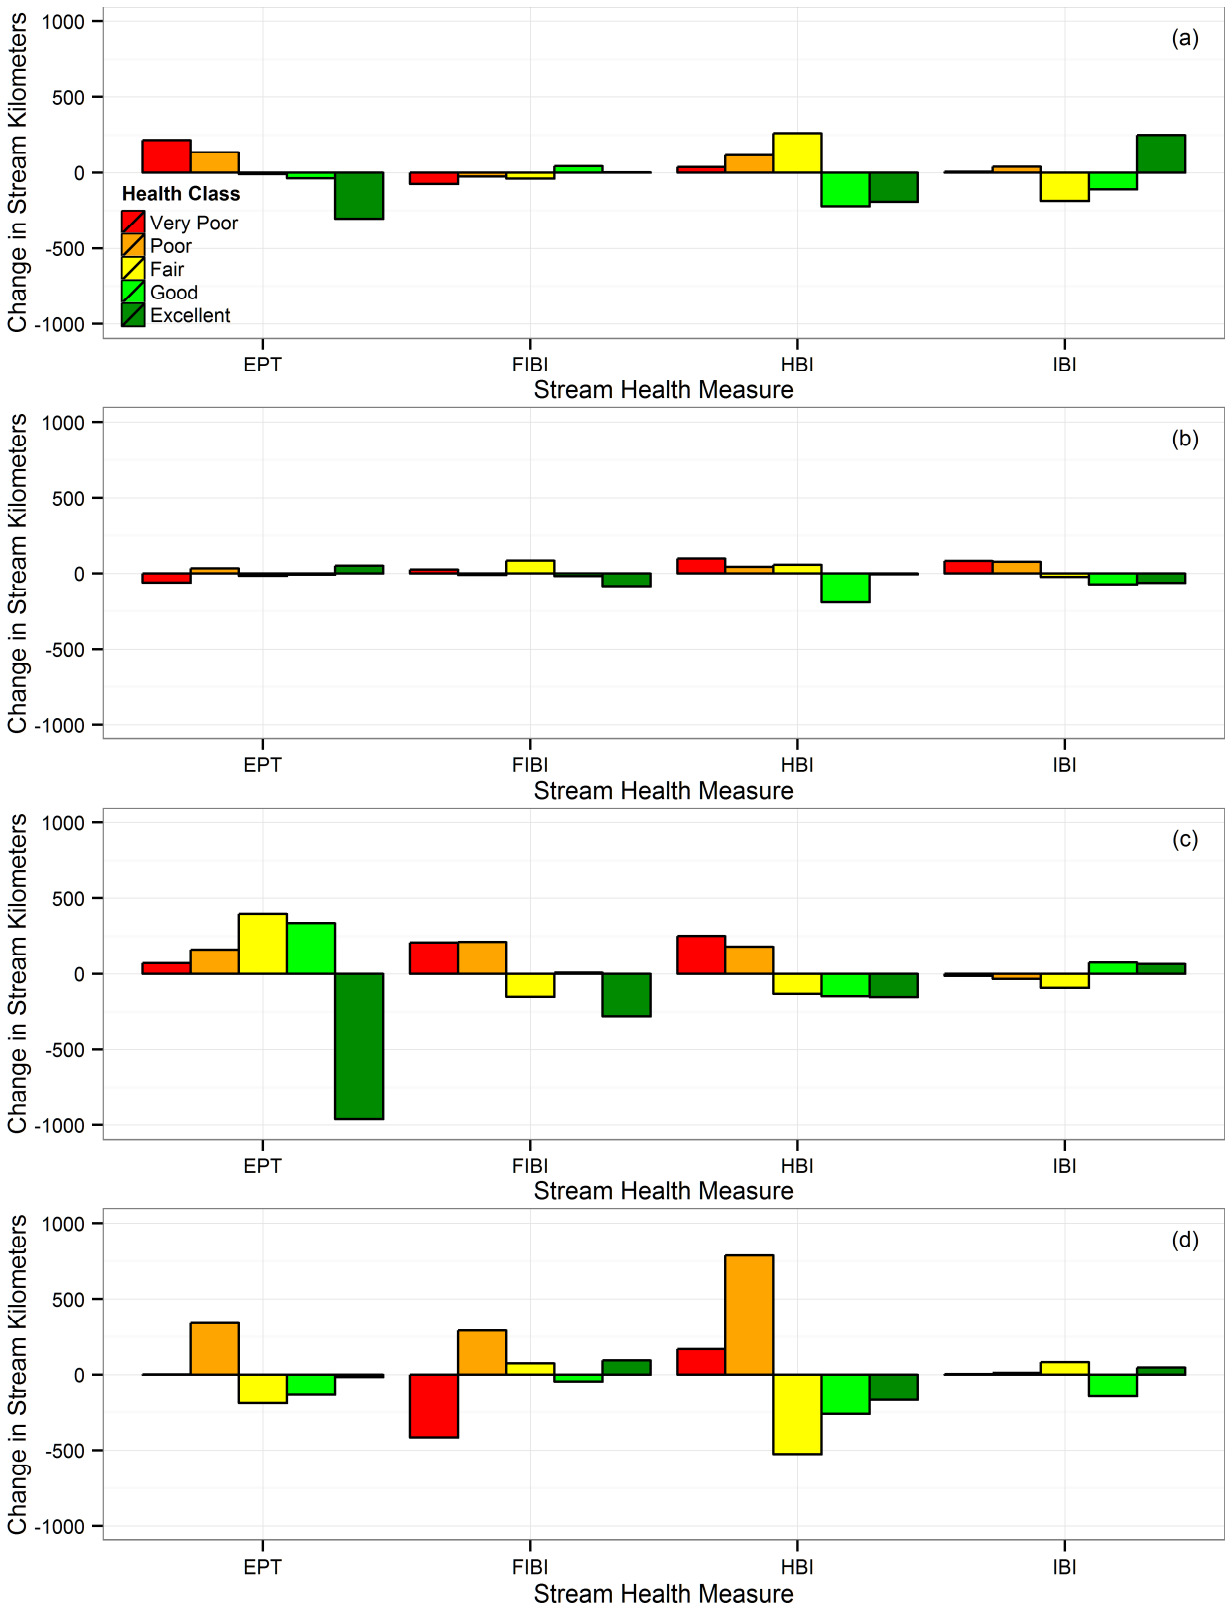 Change in Stream Kilometers
1000
500
0
-500
-1000
(a)
Health Class
Very Poor
Poor
Fair
Good
Excellent
EPT FIBI HBI IBI
Stream Health Measure
Change in Stream Kilometers
1000
500
0
-500
-1000
(b)
EPT FIBI HBI IBI
Stream Health Measure
Change in Stream Kilometers
1000
500
0
-500
-1000
(c)
EPT FIBI HBI IBI
Stream Health Measure
Change in Stream Kilometers
1000
500
0
-500
-1000
(d)
EPT FIBI HBI IBI
Stream Health Measure